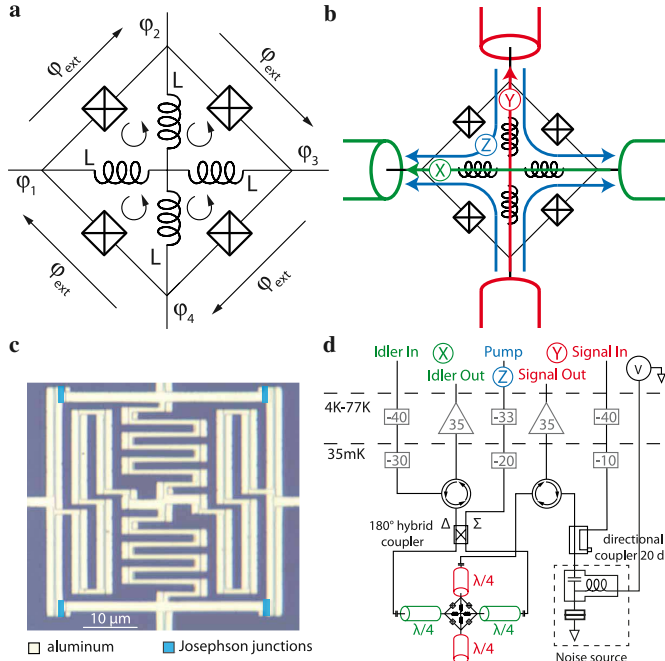 a
φ₂
φext
φext
L
L
φ₁
φ₃
L
L
φext
φext
φ₄
b
Y
Z
X
c
10 μm
aluminum
Josephson junctions
d
Idler In
X
Pump
Y
Signal In
Idler Out
Z
Signal Out
V
4K-77K
-40
35
-33
35
-40
35mK
-30
-20
-10
180° hybrid
coupler
Δ
Σ
directional
coupler 20 d
λ/4
λ/4
λ/4
λ/4
Noise source